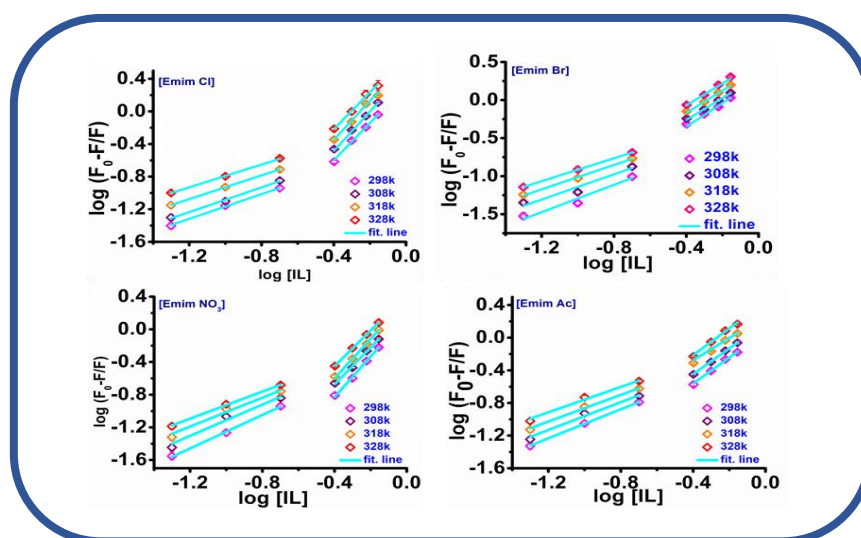 [Emim Cl]
log (F₀-F/F)
0.4
0.0
-0.4
-0.8
-1.2
-1.6
298k
308k
318k
328k
fit. line
-1.2
-0.8
-0.4
0.0
log [IL]
[Emim Br]
log (F₀-F/F)
0.5
0.0
-0.5
-1.0
-1.5
298k
308k
318k
328k
fit. line
-1.2
-0.8
-0.4
0.0
log [IL]
[Emim NO₃]
log (F₀-F/F)
0.4
0.0
-0.4
-0.8
-1.2
-1.6
298k
308k
318k
328k
fit. line
-1.2
-0.8
-0.4
0.0
log [IL]
[Emim Ac]
log (F₀-F/F)
0.4
0.0
-0.4
-0.8
-1.2
-1.6
298k
308k
318k
328k
fit. line
-1.2
-0.8
-0.4
0.0
log [IL]